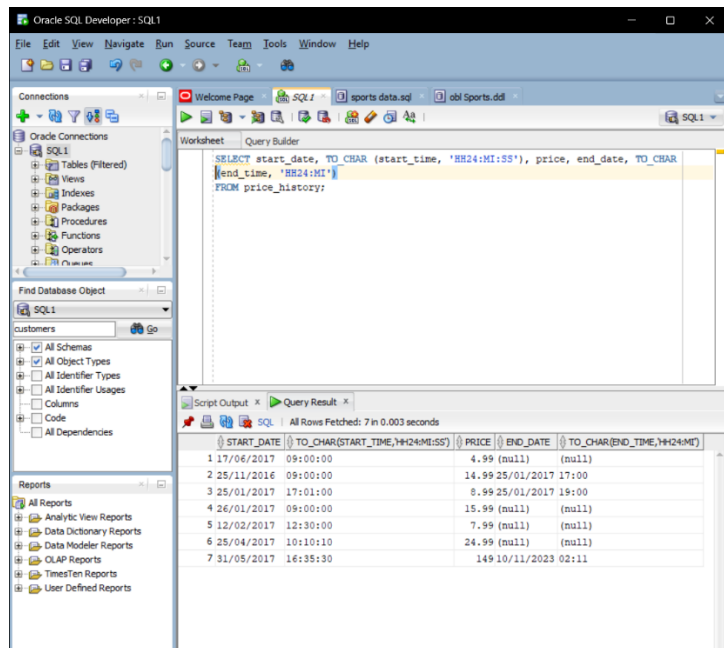 Oracle SQL Developer : SQL1
File Edit View Navigate Run Source Team Tools Window Help
Connections
Oracle Connections
SQL1
Tables (Filtered)
Views
Indexes
Packages
Procedures
Functions
Operators
Queues
Find Database Object
SQL1
customers Go
All Schemas
All Object Types
All Identifier Types
All Identifier Usages
Columns
Code
All Dependencies
Reports
All Reports
Analytic View Reports
Data Dictionary Reports
Data Modeler Reports
OLAP Reports
TimesTen Reports
User Defined Reports
Welcome Page SQL1 sports data.sql obl Sports.ddl
SQL1
Worksheet Query Builder
SELECT start_date, TO_CHAR (start_time, 'HH24:MI:SS'), price, end_date, TO_CHAR
(end_time, 'HH24:MI')
FROM price_history;
Script Output Query Result
SQL All Rows Fetched: 7 in 0.003 seconds
START_DATE TO_CHAR(START_TIME,'HH24:MI:SS') PRICE END_DATE TO_CHAR(END_TIME,'HH24:MI')
1 17/06/2017 09:00:00 4.99 (null) (null)
2 25/11/2016 09:00:00 14.99 25/01/2017 17:00
3 25/01/2017 17:01:00 8.99 25/01/2017 19:00
4 26/01/2017 09:00:00 15.99 (null) (null)
5 12/02/2017 12:30:00 7.99 (null) (null)
6 25/04/2017 10:10:10 24.99 (null) (null)
7 31/05/2017 16:35:30 149 10/11/2023 02:11